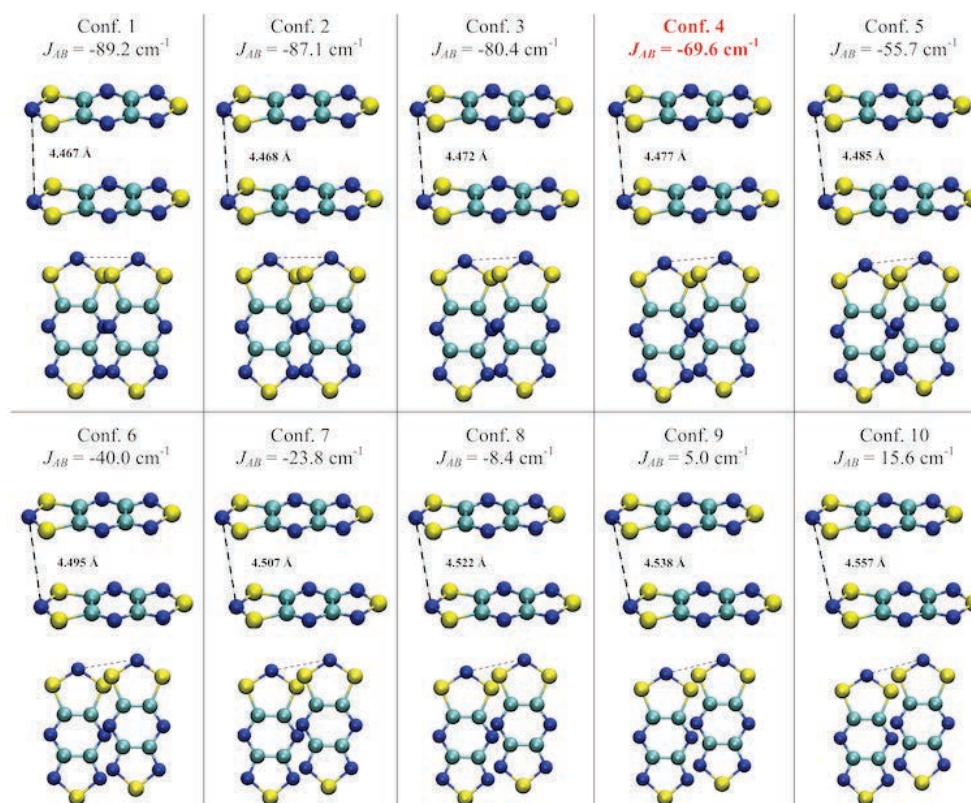 Conf. 1
J_AB = -89.2 cm⁻¹
4.467 Å
Conf. 2
J_AB = -87.1 cm⁻¹
4.468 Å
Conf. 3
J_AB = -80.4 cm⁻¹
4.472 Å
Conf. 4
J_AB = -69.6 cm⁻¹
4.477 Å
Conf. 5
J_AB = -55.7 cm⁻¹
4.485 Å
Conf. 6
J_AB = -40.0 cm⁻¹
4.495 Å
Conf. 7
J_AB = -23.8 cm⁻¹
4.507 Å
Conf. 8
J_AB = -8.4 cm⁻¹
4.522 Å
Conf. 9
J_AB = 5.0 cm⁻¹
4.538 Å
Conf. 10
J_AB = 15.6 cm⁻¹
4.557 Å